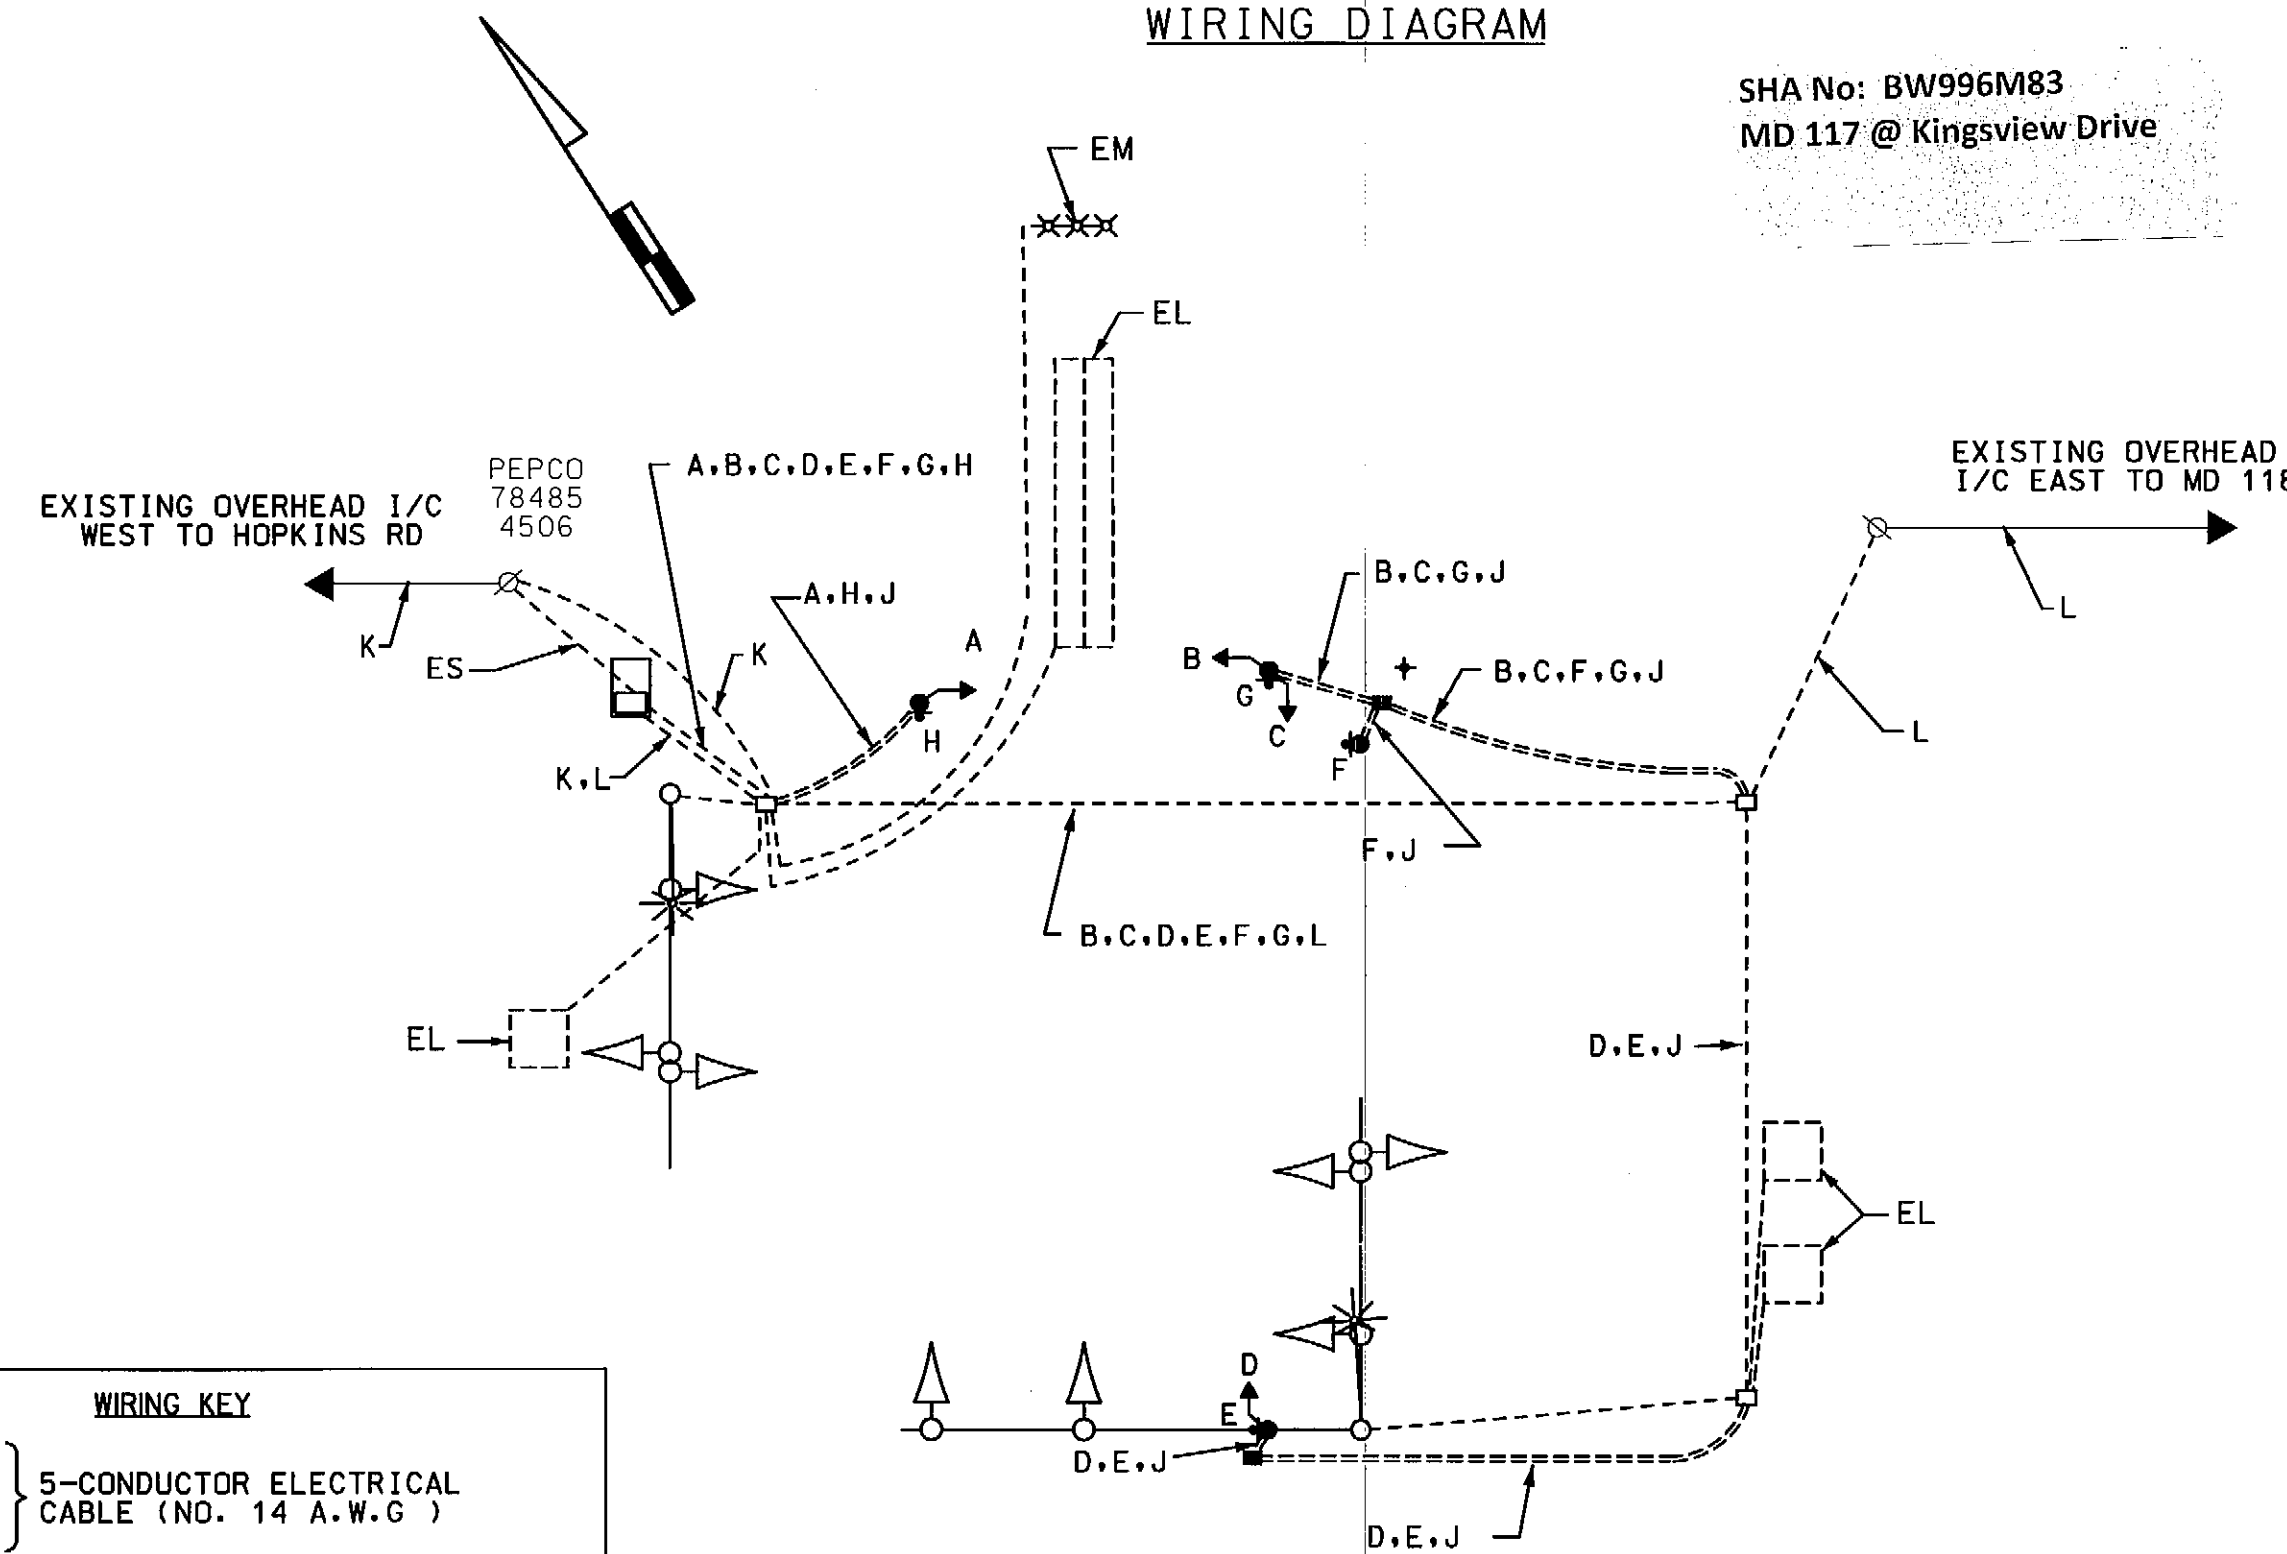 WIRING DIAGRAM
SHA No: BW996M83
MD 117 @ Kingsview Drive
EM
EL
EXISTING OVERHEAD I/C
WEST TO HOPKINS RD
PEPCO
78485
4506
A,B,C,D,E,F,G,H
EXISTING OVERHEAD
I/C EAST TO MD 118
K
ES
A,H,J
K
A
H
K,L
B,C,G,J
B
G
C
F
B,C,F,G,J
L
L
F,J
B,C,D,E,F,G,L
EL
D,E,J
EL
D
E
D,E,J
D,E,J
WIRING KEY
5-CONDUCTOR ELECTRICAL
CABLE (NO. 14 A.W.G )